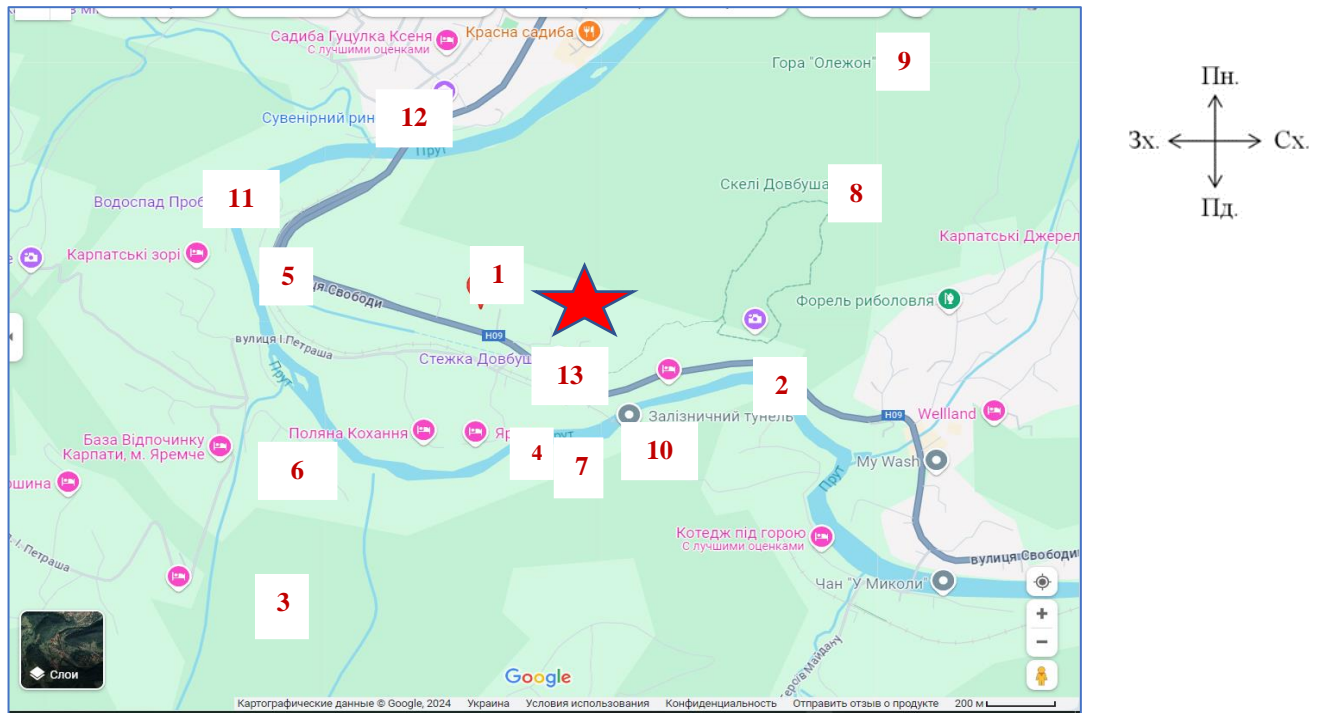 Садиба Гуцулка Ксеня
С лучшими оценками
Красна садиба
Гора "Олежон"
9
Пн.
Зх.
Сх.
Пд.
12
Сувенірний рин
Прут
Скелі Довбуша
8
11
Водоспад Проб
Карпатські Джерел
Карпатські зорі
5
1
вулиця І.Петраша
Н09
Форель риболовля
Стежка Довбуш
13
2
Прут
Залізничний тунель
Н09
Wellland
База Відпочинку
Карпати, м. Яремче
Поляна Кохання
6
4
7
10
My Wash
Прут
Котедж під горою
С лучшими оценками
вулиця Свободи
3
Чан "У Миколи"
Слои
Google
Картографические данные © Google, 2024 Украина Условия использования Конфиденциальность Отправить отзыв о продукте 200 м